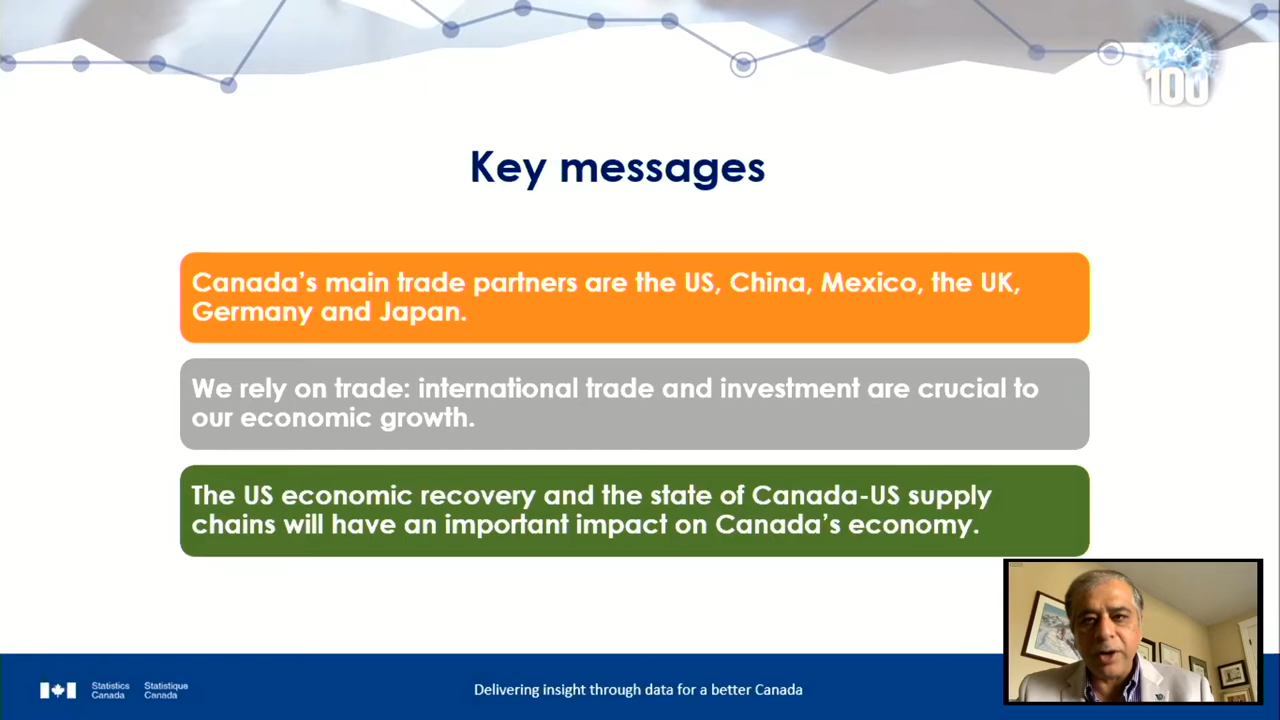 100
Key messages
Canada's main trade partners are the US, China, Mexico, the UK,
Germany and Japan.
We rely on trade: international trade and investment are crucial to
our economic growth.
The US economic recovery and the state of Canada-US supply
chains will have an important impact on Canada's economy.
Statistics Statistique
Canada Canada
Delivering insight through data for a better Canada